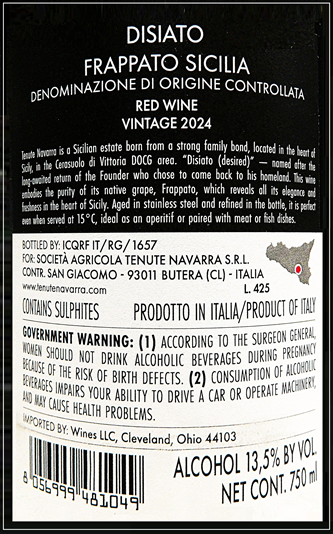 DISIATO
FRAPPATO SICILIA
DENOMINAZIONE DI ORIGINE CONTROLLATA
RED WINE
VINTAGE 2024
Tenute Navarra is a Sicilian estate born from a strong family bond, located in the heart of
Sicily, in the Cerasuolo di Vittoria DOCG area. "Disiato (desired)" — named after the
long-awaited return of the Founder who chose to come back to his homeland. This wine
embodies the purity of its native grape, Frappato, which reveals all its elegance and
freshness in the heart of Sicily. Aged in stainless steel and refined in the bottle, it is perfect
even when served at 15°C, ideal as an aperitif or paired with meat or fish dishes.
BOTTLED BY: ICQRF IT/RG/1657
FOR: SOCIETÀ AGRICOLA TENUTE NAVARRA S.R.L.
CONTR. SAN GIACOMO - 93011 BUTERA (CL) - ITALIA
www.tenutenavarra.com L. 425
CONTAINS SULPHITES PRODOTTO IN ITALIA/PRODUCT OF ITALY
GOVERNMENT WARNING: (1) ACCORDING TO THE SURGEON GENERAL,
WOMEN SHOULD NOT DRINK ALCOHOLIC BEVERAGES DURING PREGNANCY
BECAUSE OF THE RISK OF BIRTH DEFECTS. (2) CONSUMPTION OF ALCOHOLIC
BEVERAGES IMPAIRS YOUR ABILITY TO DRIVE A CAR OR OPERATE MACHINERY,
AND MAY CAUSE HEALTH PROBLEMS.
IMPORTED BY: Wines LLC, Cleveland, Ohio 44103
ALCOHOL 13,5% BY VOL.
NET CONT. 750 ml
8 056999 481049